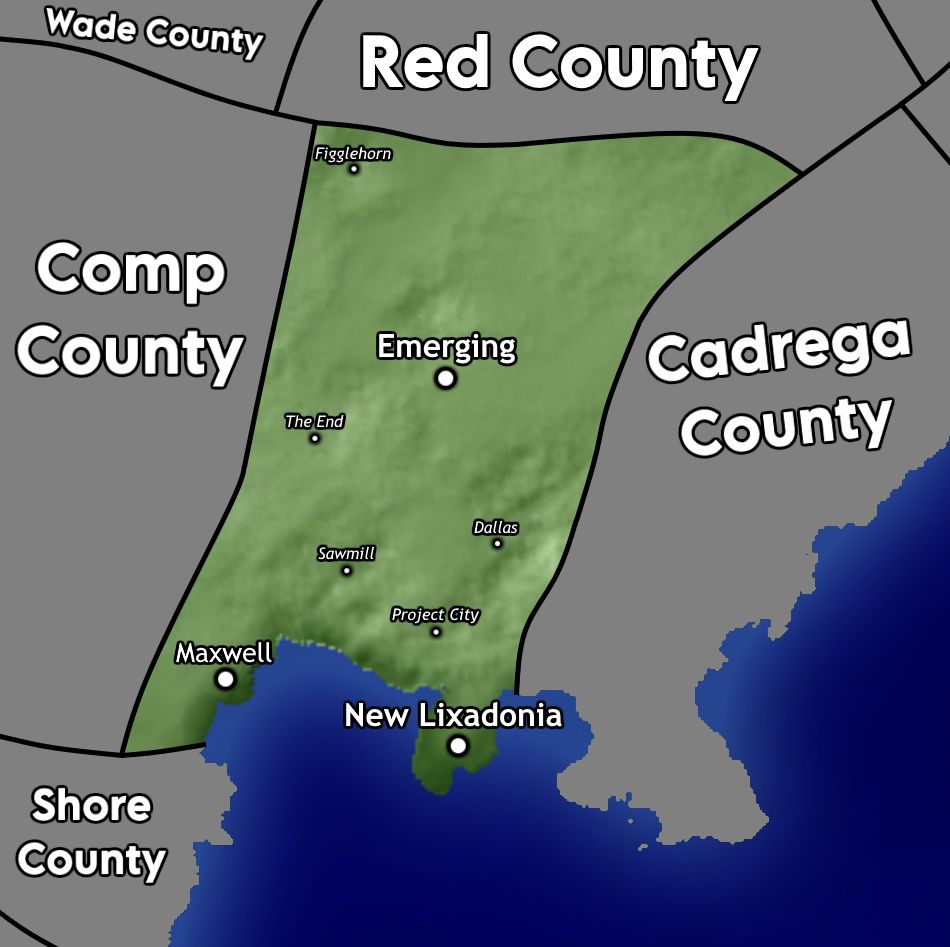 Wade County
Red County
Figglehorn
Comp
County
Emerging
Cadrega
County
The End
Dallas
Sawmill
Project City
Maxwell
New Lixadonia
Shore
County